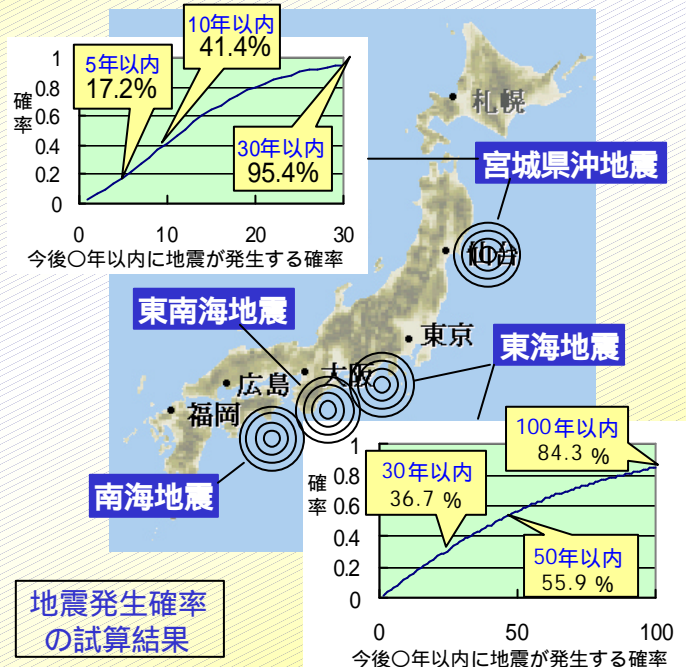 10年以内
41.4%
5年以内
17.2%
30年以内
95.4%
確率
1
0.8
0.6
0.4
0.2
0
0
10
20
30
今後○年以内に地震が発生する確率
札幌
宮城県沖地震
仙台
東南海地震
東京
東海地震
大阪
広島
福岡
南海地震
100年以内
84.3 %
30年以内
36.7 %
50年以内
55.9 %
確率
1
0.8
0.6
0.4
0.2
0
0
50
100
今後○年以内に地震が発生する確率
地震発生確率
の試算結果